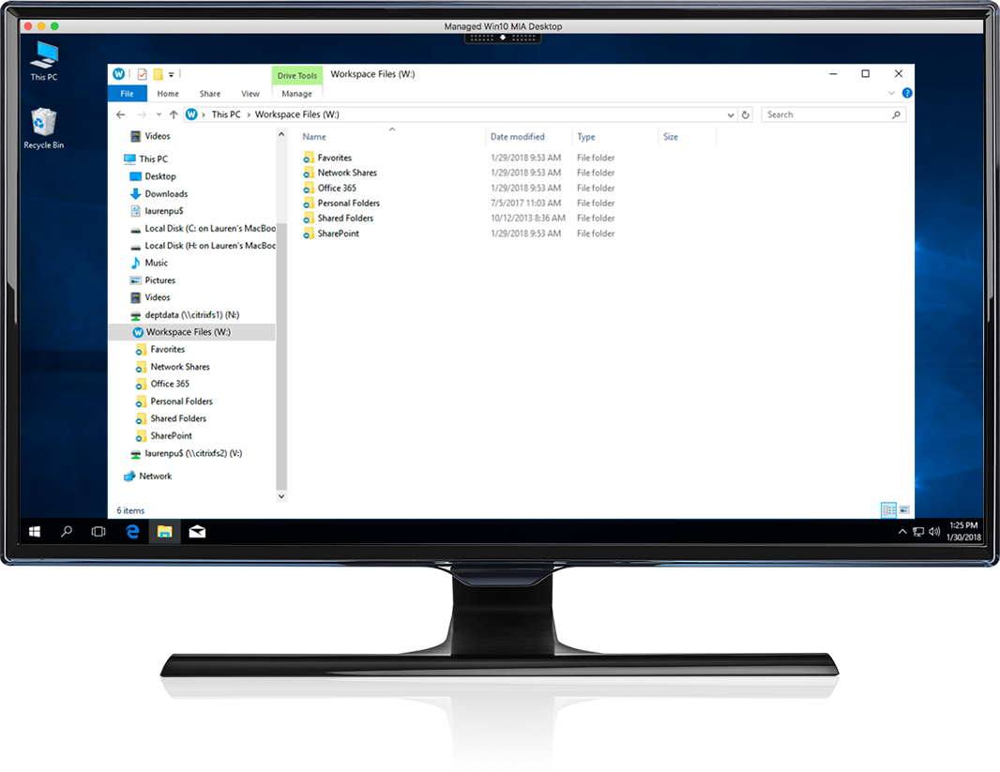 Managed Win10 MIA Desktop
This PC
Recycle Bin
W
Drive Tools
Workspace Files (W:)
File
Home
Share
View
Manage
?
W › This PC › Workspace Files (W:)
Search
Videos
This PC
Desktop
Downloads
laurenpu$
Local Disk (C: on Lauren's MacBoo
Local Disk (H: on Lauren's MacBoc
Music
Pictures
Videos
deptdata (\\citrixfs1) (N:)
W Workspace Files (W:)
Favorites
Network Shares
Office 365
Personal Folders
Shared Folders
SharePoint
laurenpu$ (\\citrixfs2) (V:)
Network
Name Date modified Type Size
Favorites 1/29/2018 9:53 AM File folder
Network Shares 1/29/2018 9:53 AM File folder
Office 365 1/29/2018 9:53 AM File folder
Personal Folders 7/5/2017 11:03 AM File folder
Shared Folders 10/12/2013 8:36 AM File folder
SharePoint 1/29/2018 9:53 AM File folder
6 items
1:25 PM
1/30/2018